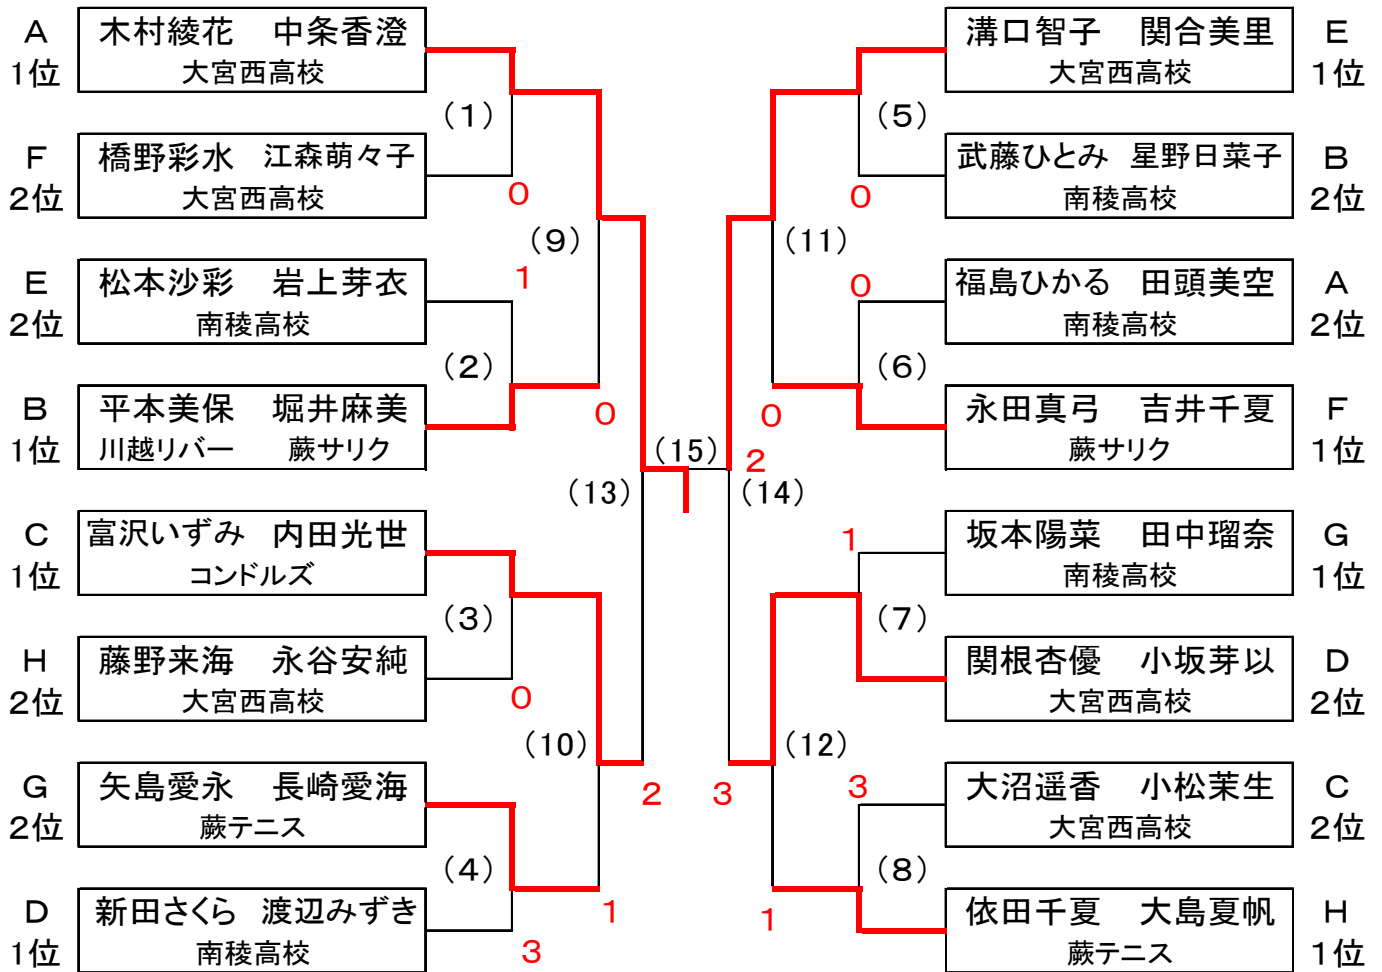 A
1位
木村綾花 中条香澄
大宮西高校
(1)
F
2位
橋野彩水 江森萌々子
大宮西高校
0
(9)
E
2位
松本沙彩 岩上芽衣
南稜高校
1
(2)
B
1位
平本美保 堀井麻美
川越リバー 蕨サリク
0
(13)
(15)
C
1位
富沢いずみ 内田光世
コンドルズ
(3)
H
2位
藤野来海 永谷安純
大宮西高校
0
(10)
2
G
2位
矢島愛永 長崎愛海
蕨テニス
(4)
1
D
1位
新田さくら 渡辺みずき
南稜高校
3
溝口智子 関合美里
大宮西高校
E
1位
(5)
武藤ひとみ 星野日菜子
南稜高校
B
2位
0
(11)
0
福島ひかる 田頭美空
南稜高校
A
2位
(6)
永田真弓 吉井千夏
蕨サリク
F
1位
0
2
(14)
1
坂本陽菜 田中瑠奈
南稜高校
G
1位
(7)
関根杏優 小坂芽以
大宮西高校
D
2位
(12)
3
3
大沼遥香 小松茉生
大宮西高校
C
2位
(8)
1
依田千夏 大島夏帆
蕨テニス
H
1位